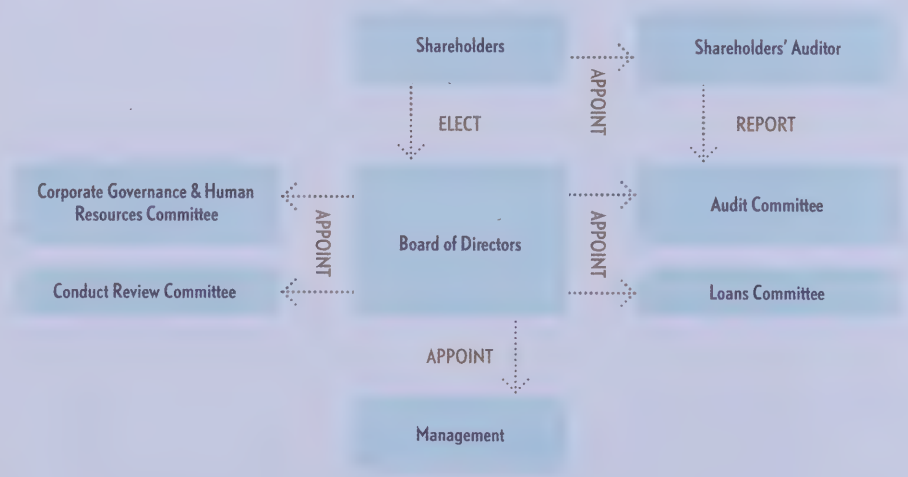 Shareholders
Shareholders' Auditor
APPOINT
ELECT
REPORT
Corporate Governance & Human
Resources Committee
Board of Directors
Audit Committee
APPOINT
APPOINT
Conduct Review Committee
Loans Committee
APPOINT
Management